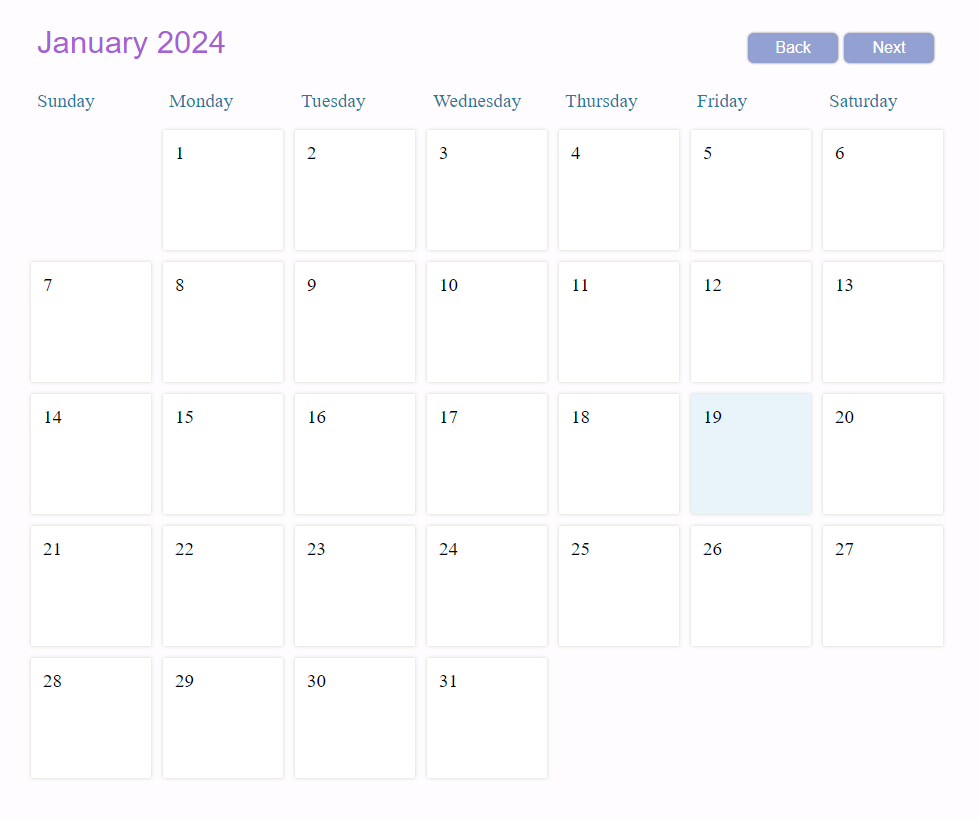 January 2024
Back Next
Sunday Monday Tuesday Wednesday Thursday Friday Saturday
1 2 3 4 5 6
7 8 9 10 11 12 13
14 15 16 17 18 19 20
21 22 23 24 25 26 27
28 29 30 31